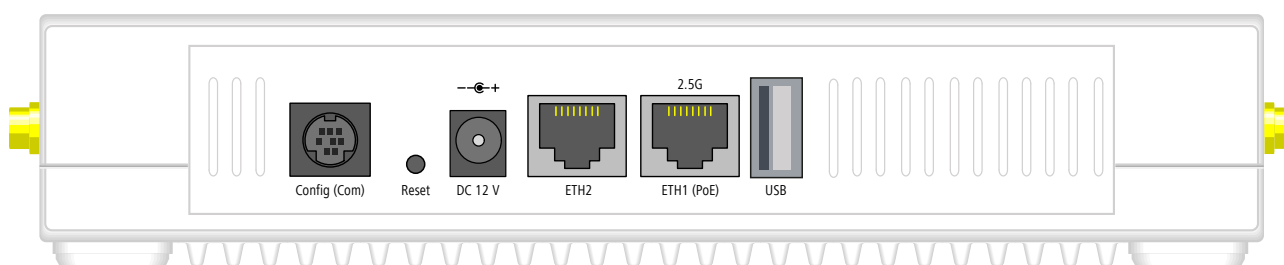 2.5G
Config (Com)
Reset
DC 12 V
ETH2
ETH1 (PoE)
USB